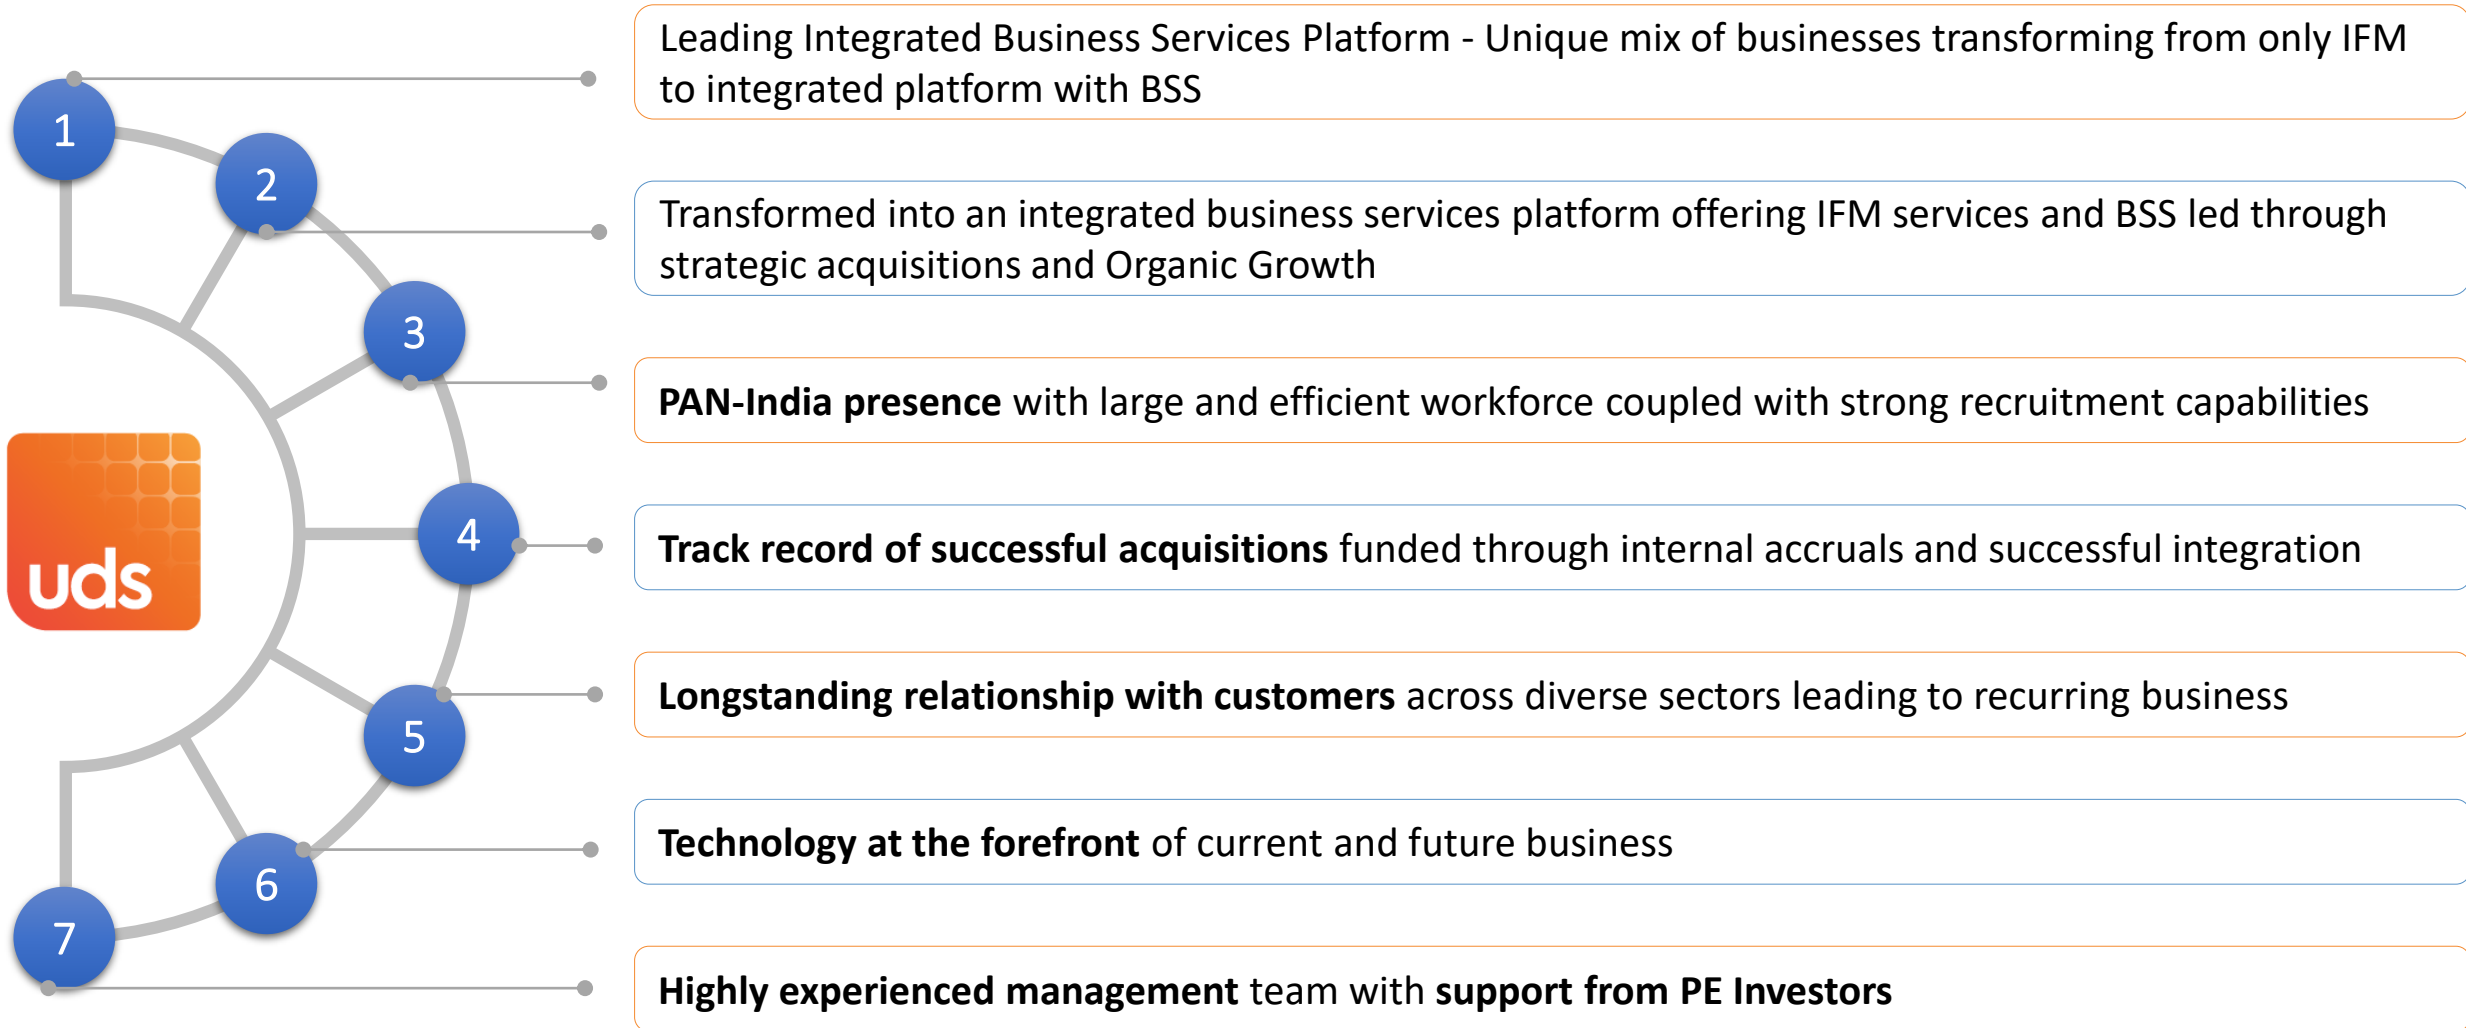 1
Leading Integrated Business Services Platform - Unique mix of businesses transforming from only IFM
to integrated platform with BSS
2
Transformed into an integrated business services platform offering IFM services and BSS led through
strategic acquisitions and Organic Growth
3
PAN-India presence with large and efficient workforce coupled with strong recruitment capabilities
uds
4
Track record of successful acquisitions funded through internal accruals and successful integration
5
Longstanding relationship with customers across diverse sectors leading to recurring business
6
Technology at the forefront of current and future business
7
Highly experienced management team with support from PE Investors